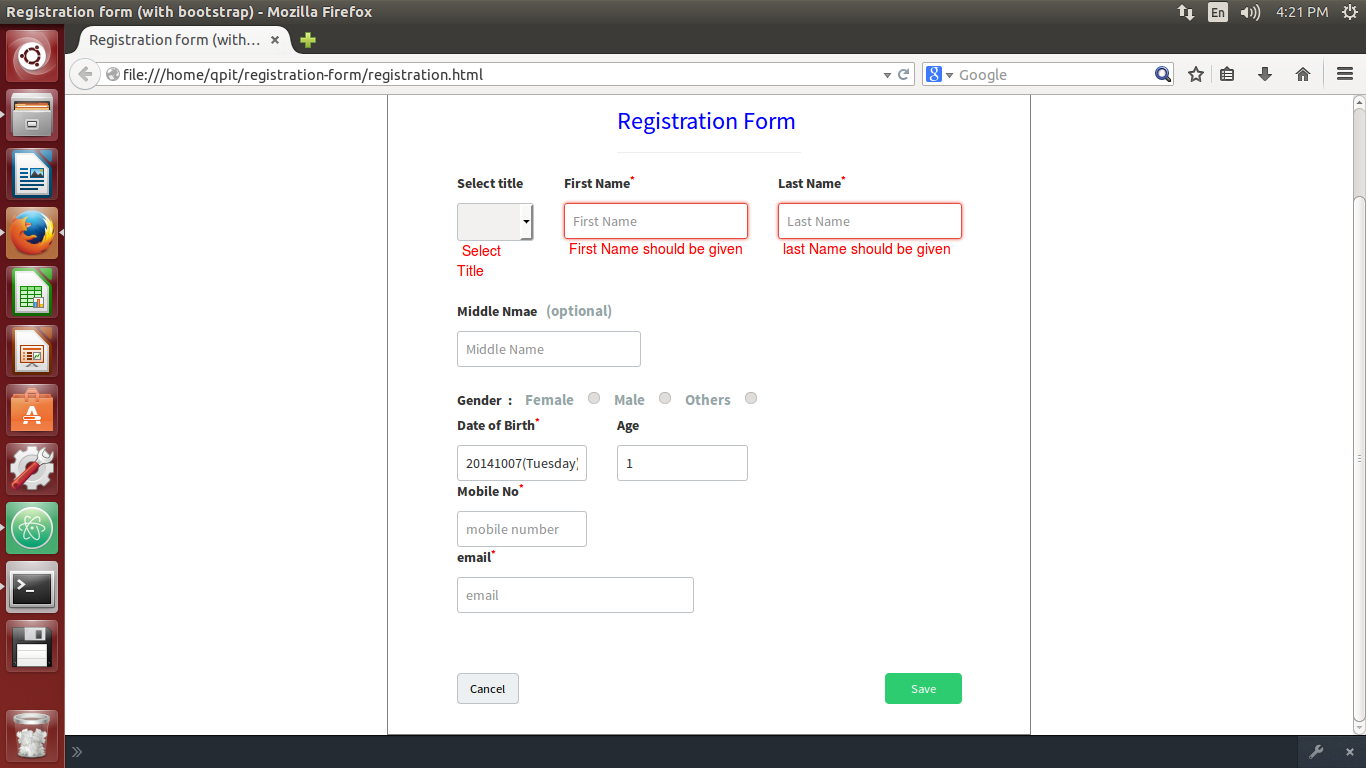 Registration form (with bootstrap) - Mozilla Firefox
En
4:21 PM
Registration form (with...
file:///home/qpit/registration-form/registration.html
Google
Registration Form
Select title
First Name*
Last Name*
First Name
Last Name
Select
Title
First Name should be given
last Name should be given
Middle Nmae (optional)
Middle Name
Gender : Female Male Others
Date of Birth*
Age
20141007(Tuesday)
1
Mobile No*
mobile number
email*
email
Cancel
Save